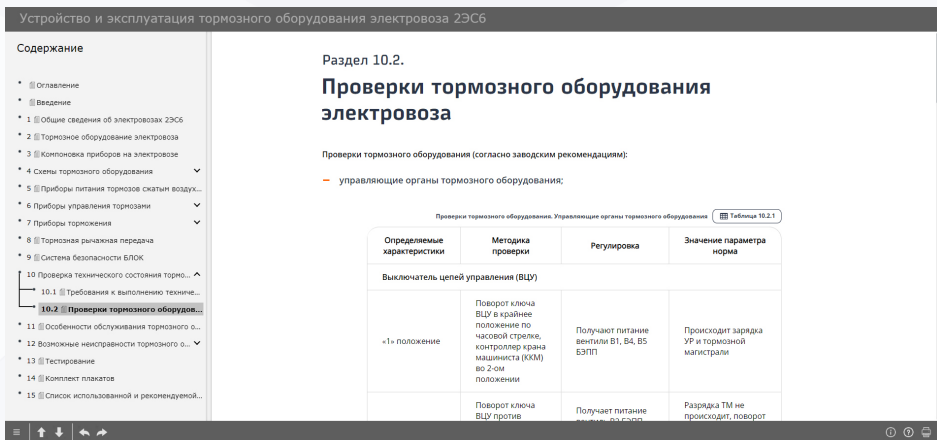 Устройство и эксплуатация тормозного оборудования электровоза 2ЭС6
Содержание
Оглавление
Введение
1 Общие сведения об электровозах 2ЭС6
2 Тормозное оборудование электровоза
3 Компоновка приборов на электровозе
4 Схемы тормозного оборудования
5 Приборы питания тормозов сжатым воздух...
6 Приборы управления тормозами
7 Приборы торможения
8 Тормозная рычажная передача
9 Система безопасности БЛОК
10 Проверка технического состояния тормо...
10.1 Требования к выполнению техниче...
10.2 Проверки тормозного оборудов...
11 Особенности обслуживания тормозного о...
12 Возможные неисправности тормозного о...
13 Тестирование
14 Комплект плакатов
15 Список использованной и рекомендуемой...
Раздел 10.2.
Проверки тормозного оборудования
электровоза
Проверки тормозного оборудования (согласно заводским рекомендациям):
— управляющие органы тормозного оборудования;
Проверки тормозного оборудования. Управляющие органы тормозного оборудования Таблица 10.2.1
Определяемые
характеристики
Методика
проверки
Регулировка
Значение параметра
норма
Выключатель цепей управления (ВЦУ)
«1» положение
Поворот ключа
ВЦУ в крайнее
положение по
часовой стрелке,
контроллер крана
машиниста (ККМ)
во 2-ом
положении
Получают питание
вентили В1, В4, В5
БЭПП
Происходит зарядка
УР и тормозной
магистрали
Поворот ключа
ВЦУ против
Получает питание
Разрядка ТМ не
происходит, поворот